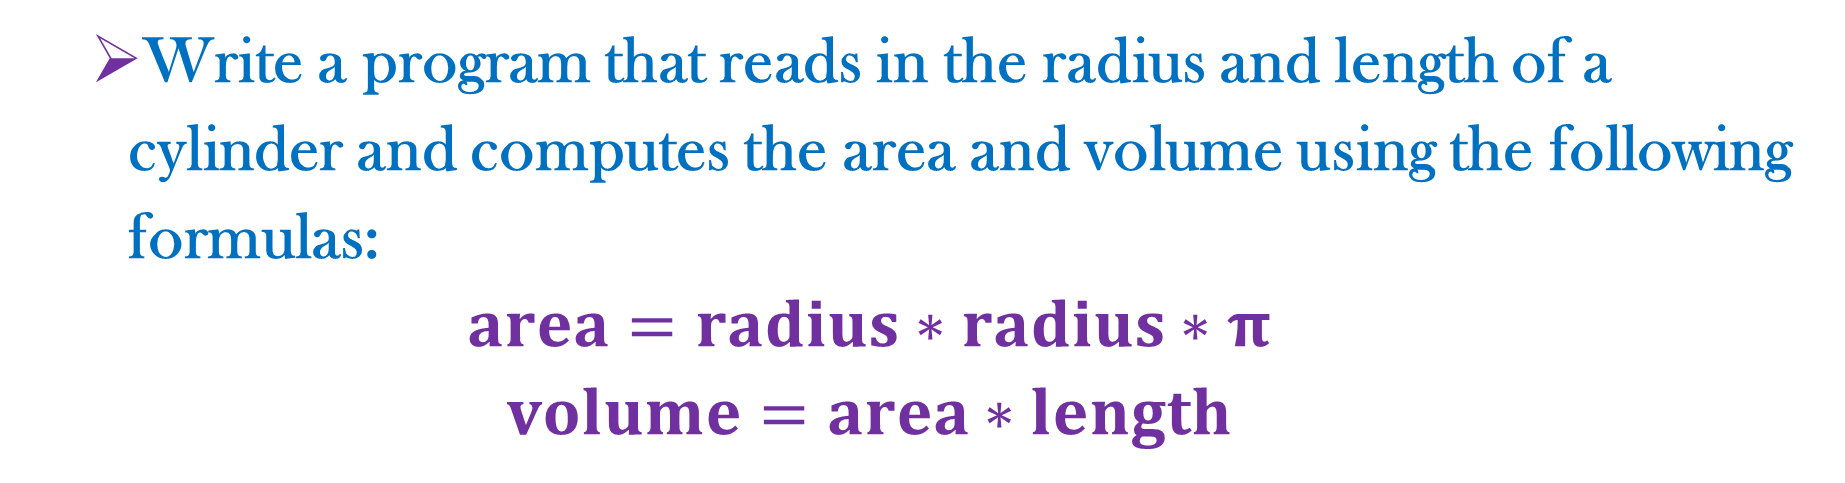 ➢Write a program that reads in the radius and length of a
cylinder and computes the area and volume using the following
formulas:
area = radius ∗ radius ∗ π
volume = area ∗ length